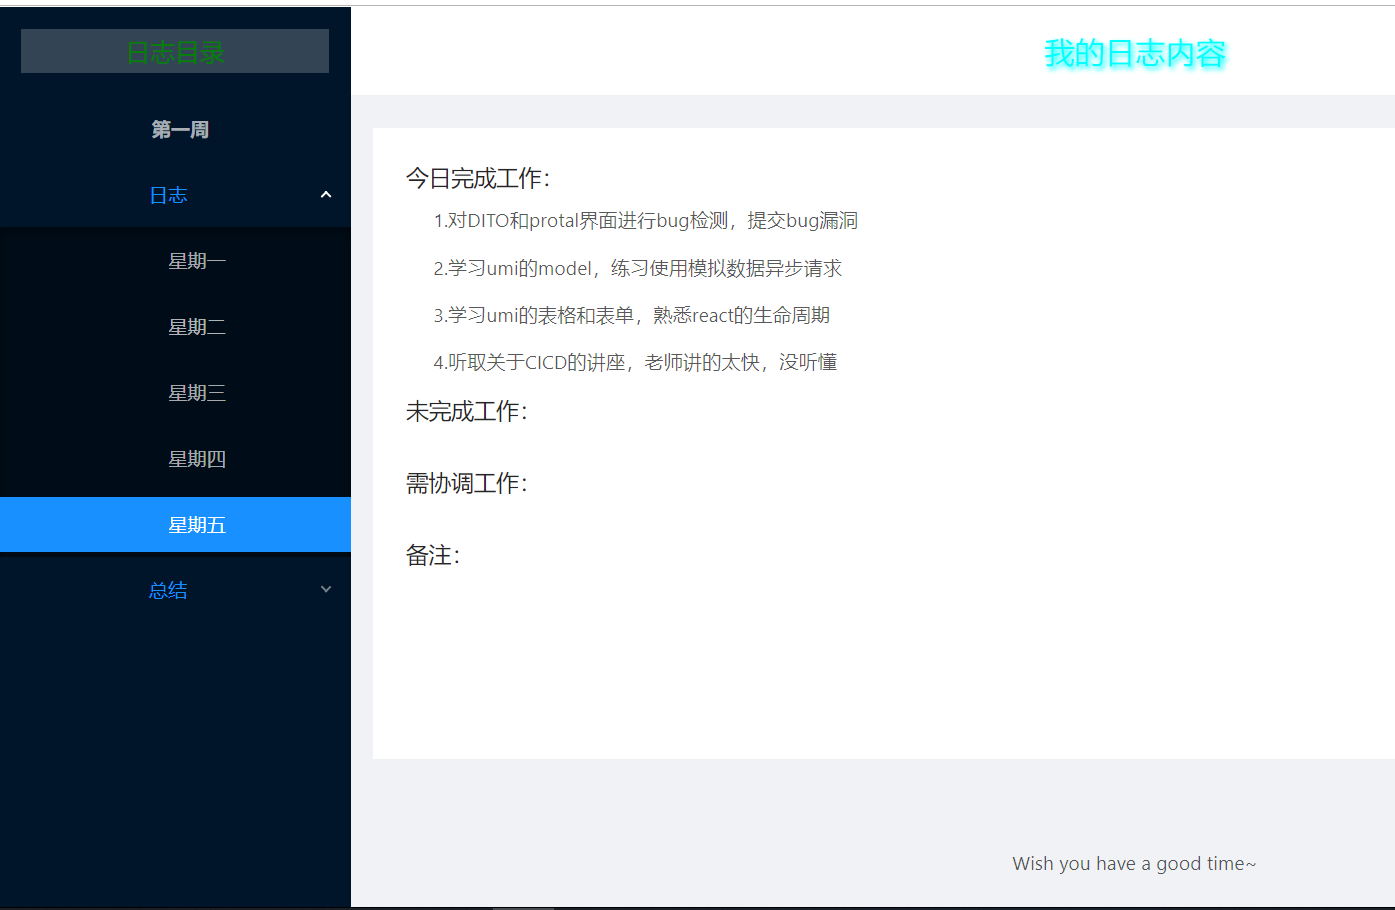 日志目录
第一周
日志
星期一
星期二
星期三
星期四
星期五
总结
我的日志内容
今日完成工作：
1.对DITO和protal界面进行bug检测，提交bug漏洞
2.学习umi的model，练习使用模拟数据异步请求
3.学习umi的表格和表单，熟悉react的生命周期
4.听取关于CICD的讲座，老师讲的太快，没听懂
未完成工作：
需协调工作：
备注：
Wish you have a good time~